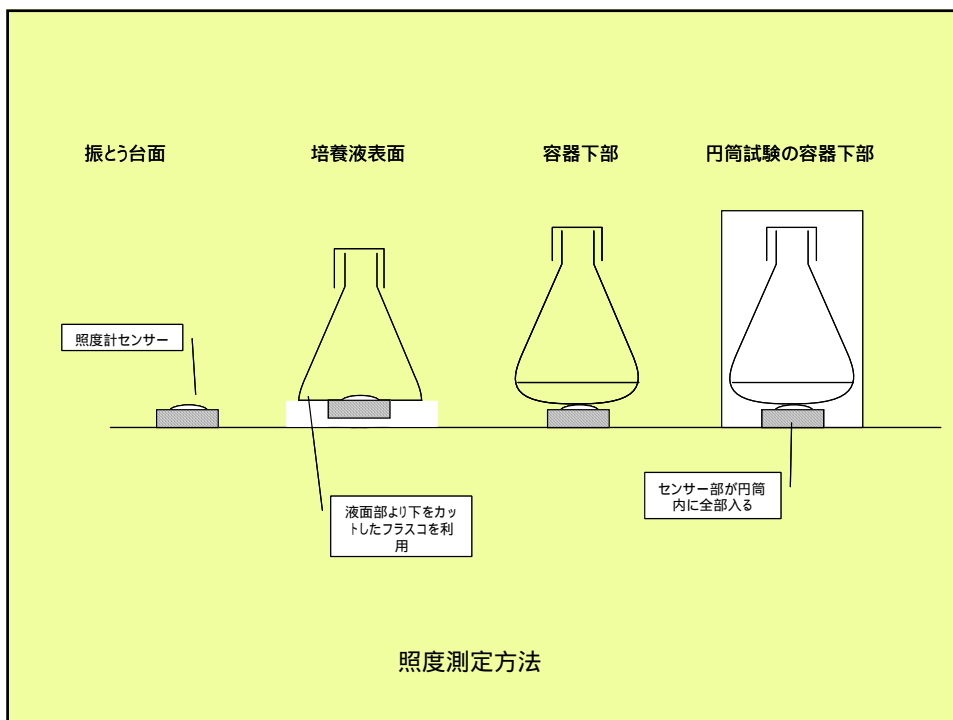 振とう台面
培養液表面
容器下部
円筒試験の容器下部
照度計センサー
液面部より下をカッ
トしたフラスコを利
用
センサー部が円筒
内に全部入る
照度測定方法